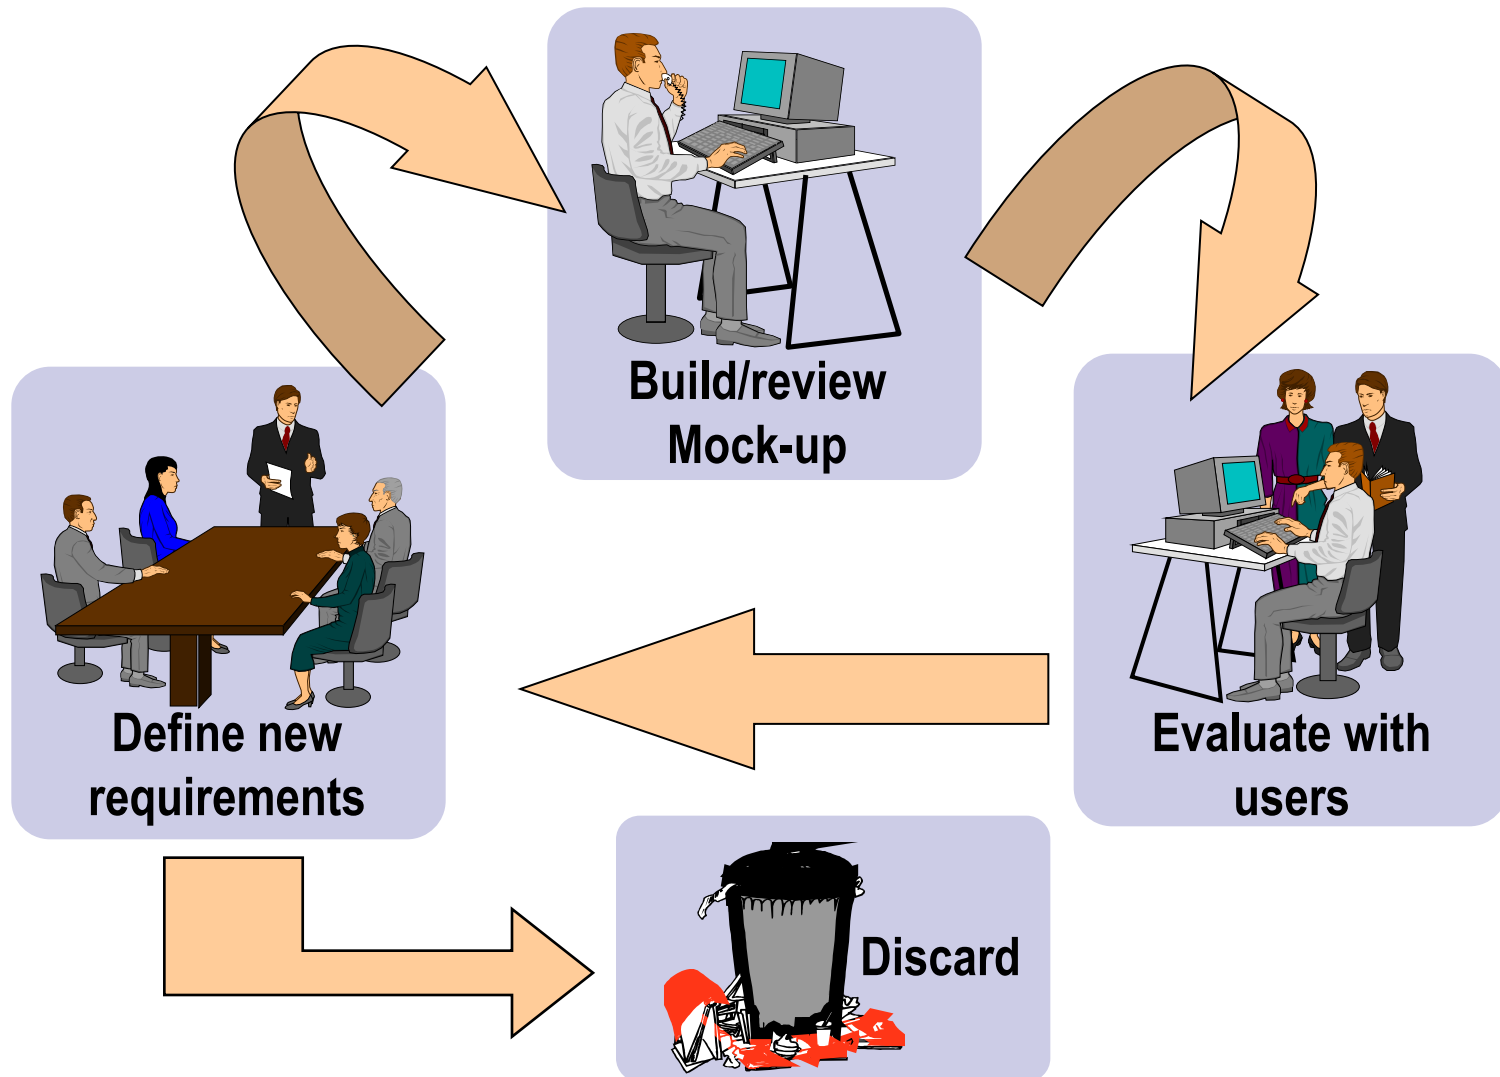 Build/review
Mock-up
Define new
requirements
Evaluate with
users
Discard